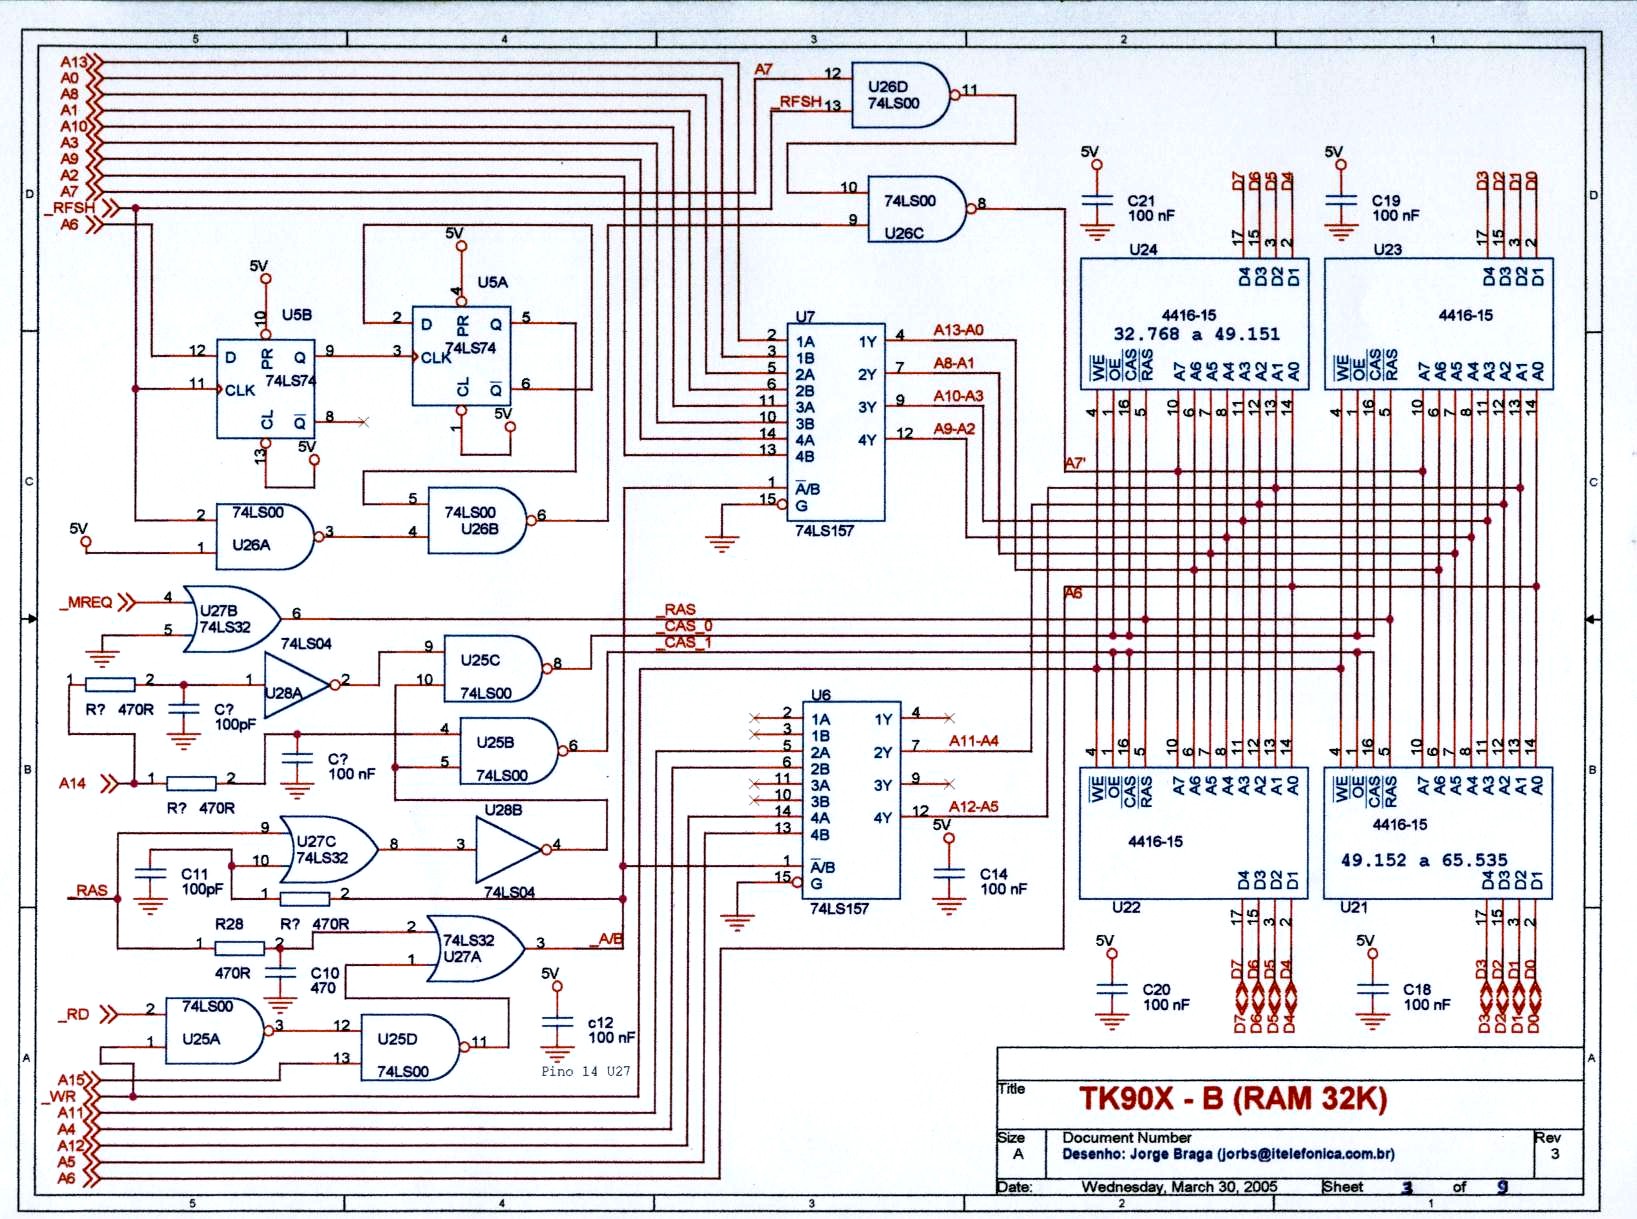 5 4 3 2 1
A13
A0
A8
A1
A10
A3
A9
A2
A7
_RFSH
A6
A7 12 U26D 74LS00 11
_RFSH 13
10 74LS00 8
9 U26C
D
D
5V 5V
C21 100 nF
C19 100 nF
D7 D6 D5 D4
D3 D2 D1 D0
17 15 3 2
17 15 3 2
U24 U23
D4 D3 D2 D1
D4 D3 D2 D1
4416-15 4416-15
32.768 a 49.151
WE OE CAS RAS A7 A6 A5 A4 A3 A2 A1 A0
WE OE CAS RAS A7 A6 A5 A4 A3 A2 A1 A0
4 1 16 5 10 6 7 8 11 12 13 14
4 1 16 5 10 6 7 8 11 12 13 14
5V U5B
10
12 D PR Q 9
74LS74
11 CLK
CL Q 8
13 5V
5V U5A
4
2 D PR Q 5
74LS74
3 CLK
CL Q 6
1 5V
U7
2 1A 1Y 4 A13-A0
3 1B
5 2A 2Y 7 A8-A1
6 2B
11 3A 3Y 9 A10-A3
10 3B
14 4A 4Y 12 A9-A2
13 4B
1 A/B
15 G
74LS157
A7'
A6
C
C
5V
2 74LS00 3
1 U26A
5 74LS00 6
4 U26B
_MREQ 4 U27B 6
5 74LS32
_RAS
_CAS_0
_CAS_1
74LS04
1 U28A 2
9 U25C 8
10 74LS00
1 2
R? 470R
C? 100pF
4 U25B 6
5 74LS00
A14 1 2
R? 470R
C? 100 nF
B
B
U28B
3 4
74LS04
9 U27C 8
10 74LS32
C11 100pF
1 2
R? 470R
_RAS
R28
1 2
470R
C10 470
2 74LS32 3 _A/B
1 U27A
U6
2 1A 1Y 4
3 1B
5 2A 2Y 7 A11-A4
6 2B
11 3A 3Y 9
10 3B
14 4A 4Y 12 A12-A5
13 4B
1 A/B
15 G
74LS157
5V
C14 100 nF
4 1 16 5 10 6 7 8 11 12 13 14
4 1 16 5 10 6 7 8 11 12 13 14
WE OE CAS RAS A7 A6 A5 A4 A3 A2 A1 A0
WE OE CAS RAS A7 A6 A5 A4 A3 A2 A1 A0
4416-15 4416-15
49.152 a 65.535
D4 D3 D2 D1
D4 D3 D2 D1
U22 U21
17 15 3 2
17 15 3 2
D7 D6 D5 D4
D3 D2 D1 D0
D7 D6 D5 D4
D3 D2 D1 D0
5V 5V
C20 100 nF
C18 100 nF
_RD 2 74LS00 3
1 U25A
12 U25D 11
13 74LS00
5V
c12 100 nF
Pino 14 U27
A
A
A15
_WR
A11
A4
A12
A5
A6
Title
TK90X - B (RAM 32K)
Size Document Number Rev
A Desenho: Jorge Braga (jorbs@itelefonica.com.br) 3
Date: Wednesday, March 30, 2005 Sheet 3 of 9
5 4 3 2 1